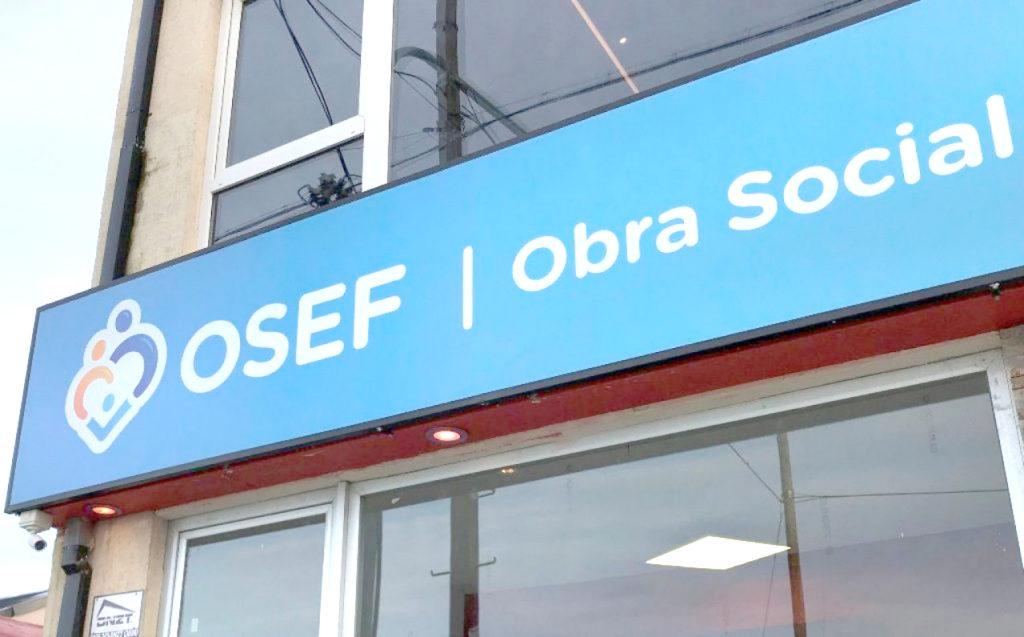 OSEF | Obra Social